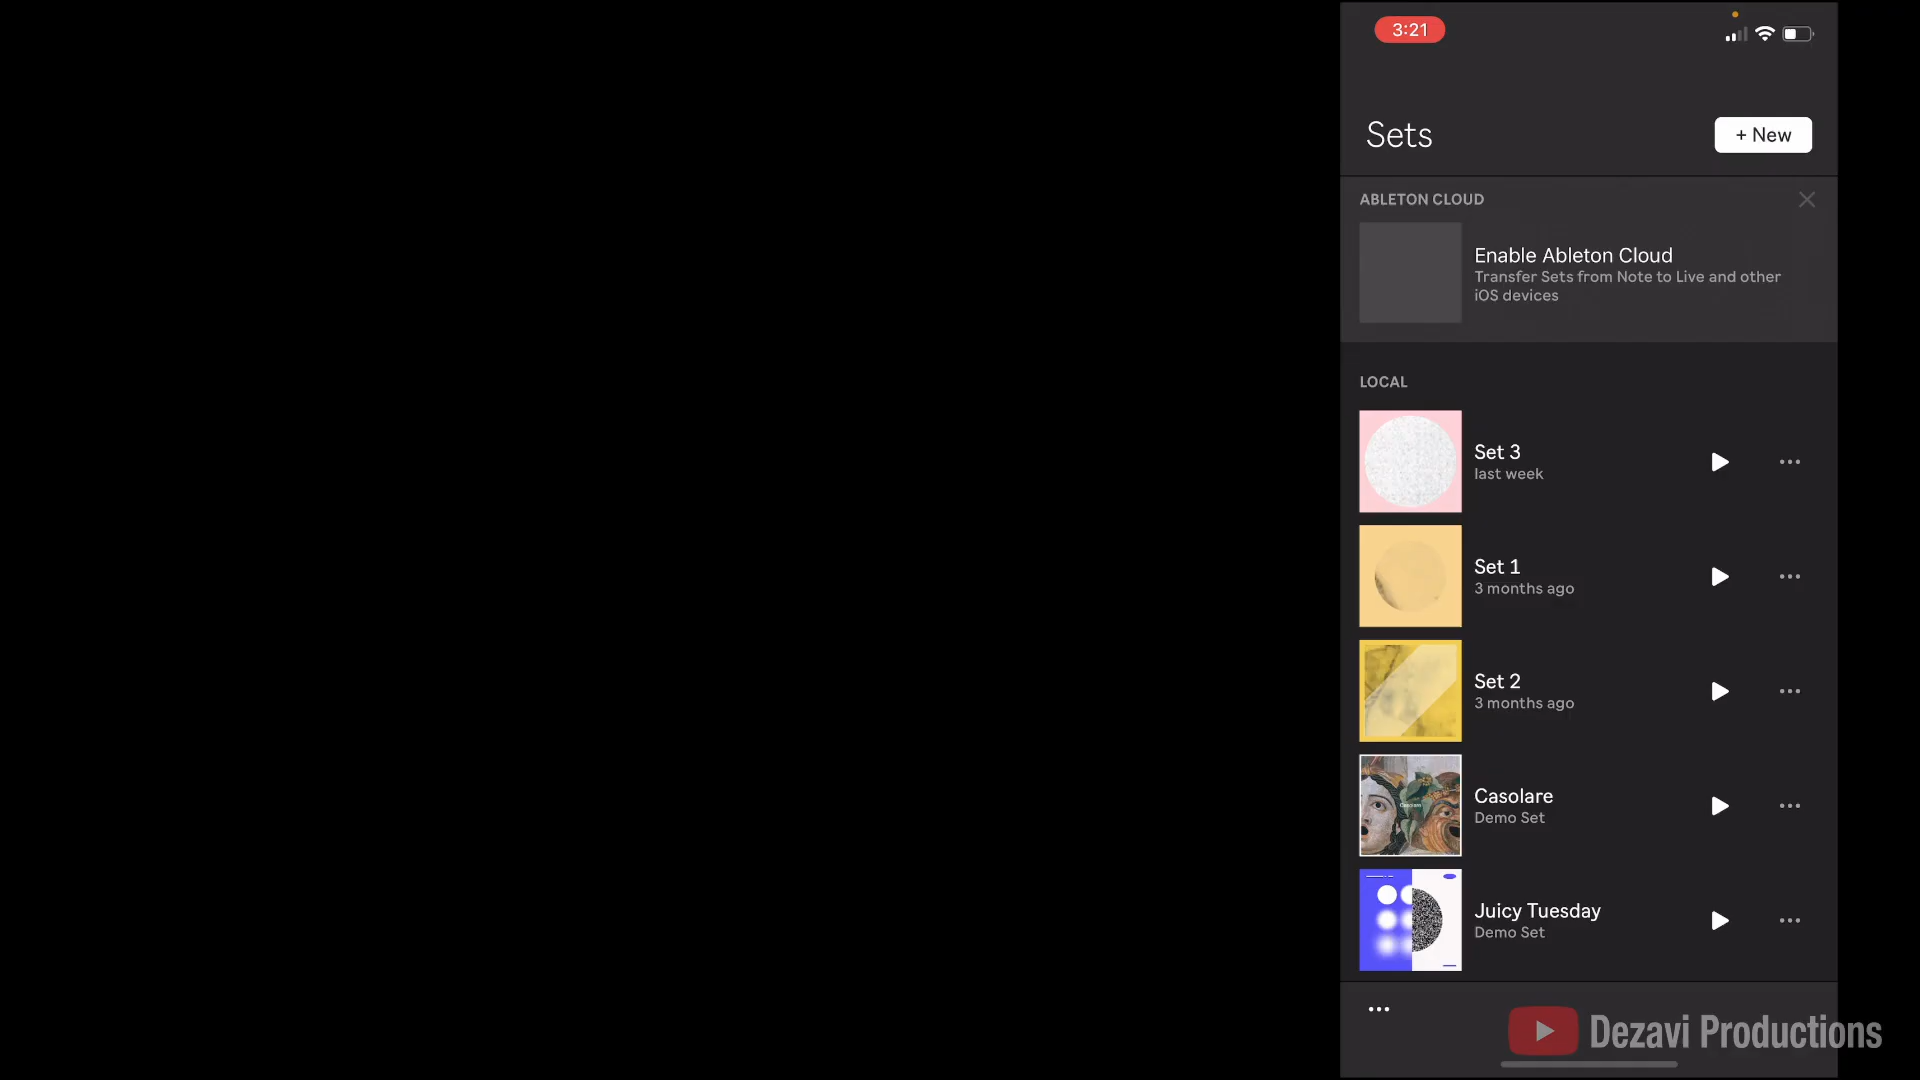 3:21
Sets
+ New
ABLETON CLOUD
Enable Ableton Cloud
Transfer Sets from Note to Live and other
iOS devices
LOCAL
Set 3
last week
Set 1
3 months ago
Set 2
3 months ago
Casolare
Casolare
Demo Set
Juicy Tuesday
Demo Set
Dezavi Productions